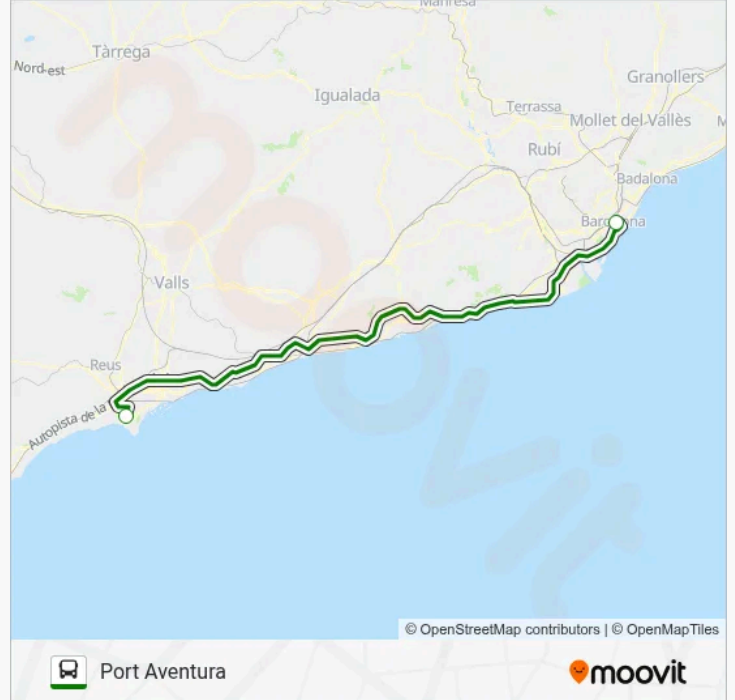 Manresa
Tàrrega
Nord-est
Granollers
Igualada
Terrassa
Mollet del Vallès
M
Rubí
Badalona
Barcelona
Valls
Reus
Autopista de la
moovit
© OpenStreetMap contributors | © OpenMapTiles
Port Aventura
moovit